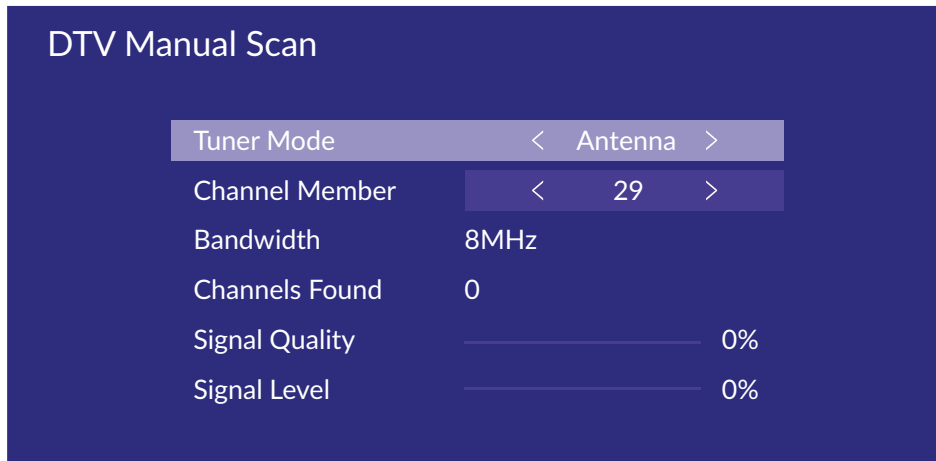 DTV Manual Scan
Tuner Mode < Antenna >
Channel Member < 29 >
Bandwidth 8MHz
Channels Found 0
Signal Quality 0%
Signal Level 0%